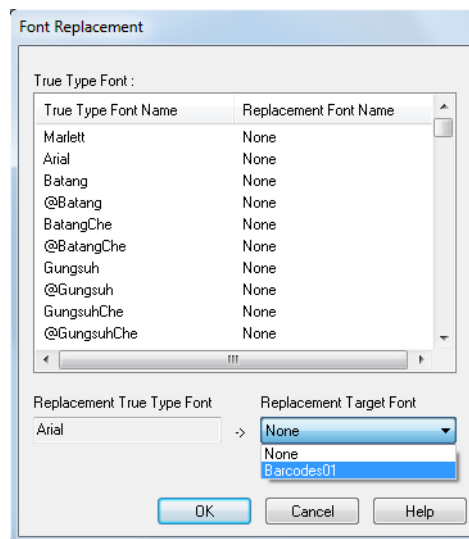 Font Replacement
True Type Font :
True Type Font Name Replacement Font Name
Marlett None
Arial None
Batang None
@Batang None
BatangChe None
@BatangChe None
Gungsuh None
@Gungsuh None
GungsuhChe None
@GungsuhChe None
Replacement True Type Font Replacement Target Font
Arial -> None
None
Barcodes01
OK Cancel Help